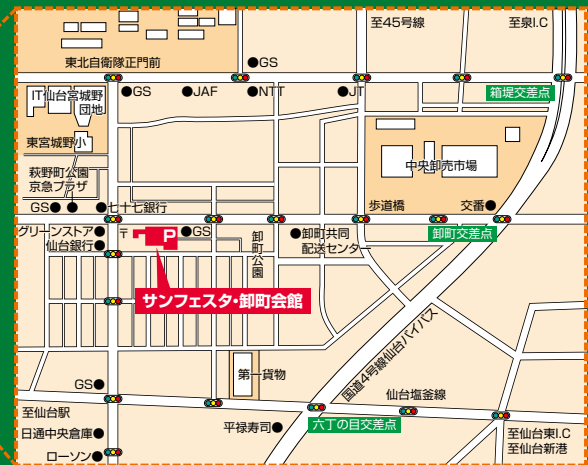 至45号線
至泉I.C
東北自衛隊正門前
GS
GS
JAF
NTT
JT
箱堤交差点
IT仙台宮城野
団地
東宮城野小
中央卸売市場
萩野町公園
京急プラザ
GS
七十七銀行
歩道橋
交番
グリーンストア
仙台銀行
〒
P
GS
卸町公園
卸町共同
配送センター
卸町交差点
サンフェスタ・卸町会館
国道4号線仙台バイパス
第一貨物
GS
仙台塩釜線
至仙台駅
日通中央倉庫
ローソン
平禄寿司
六丁の目交差点
至仙台東I.C
至仙台新港